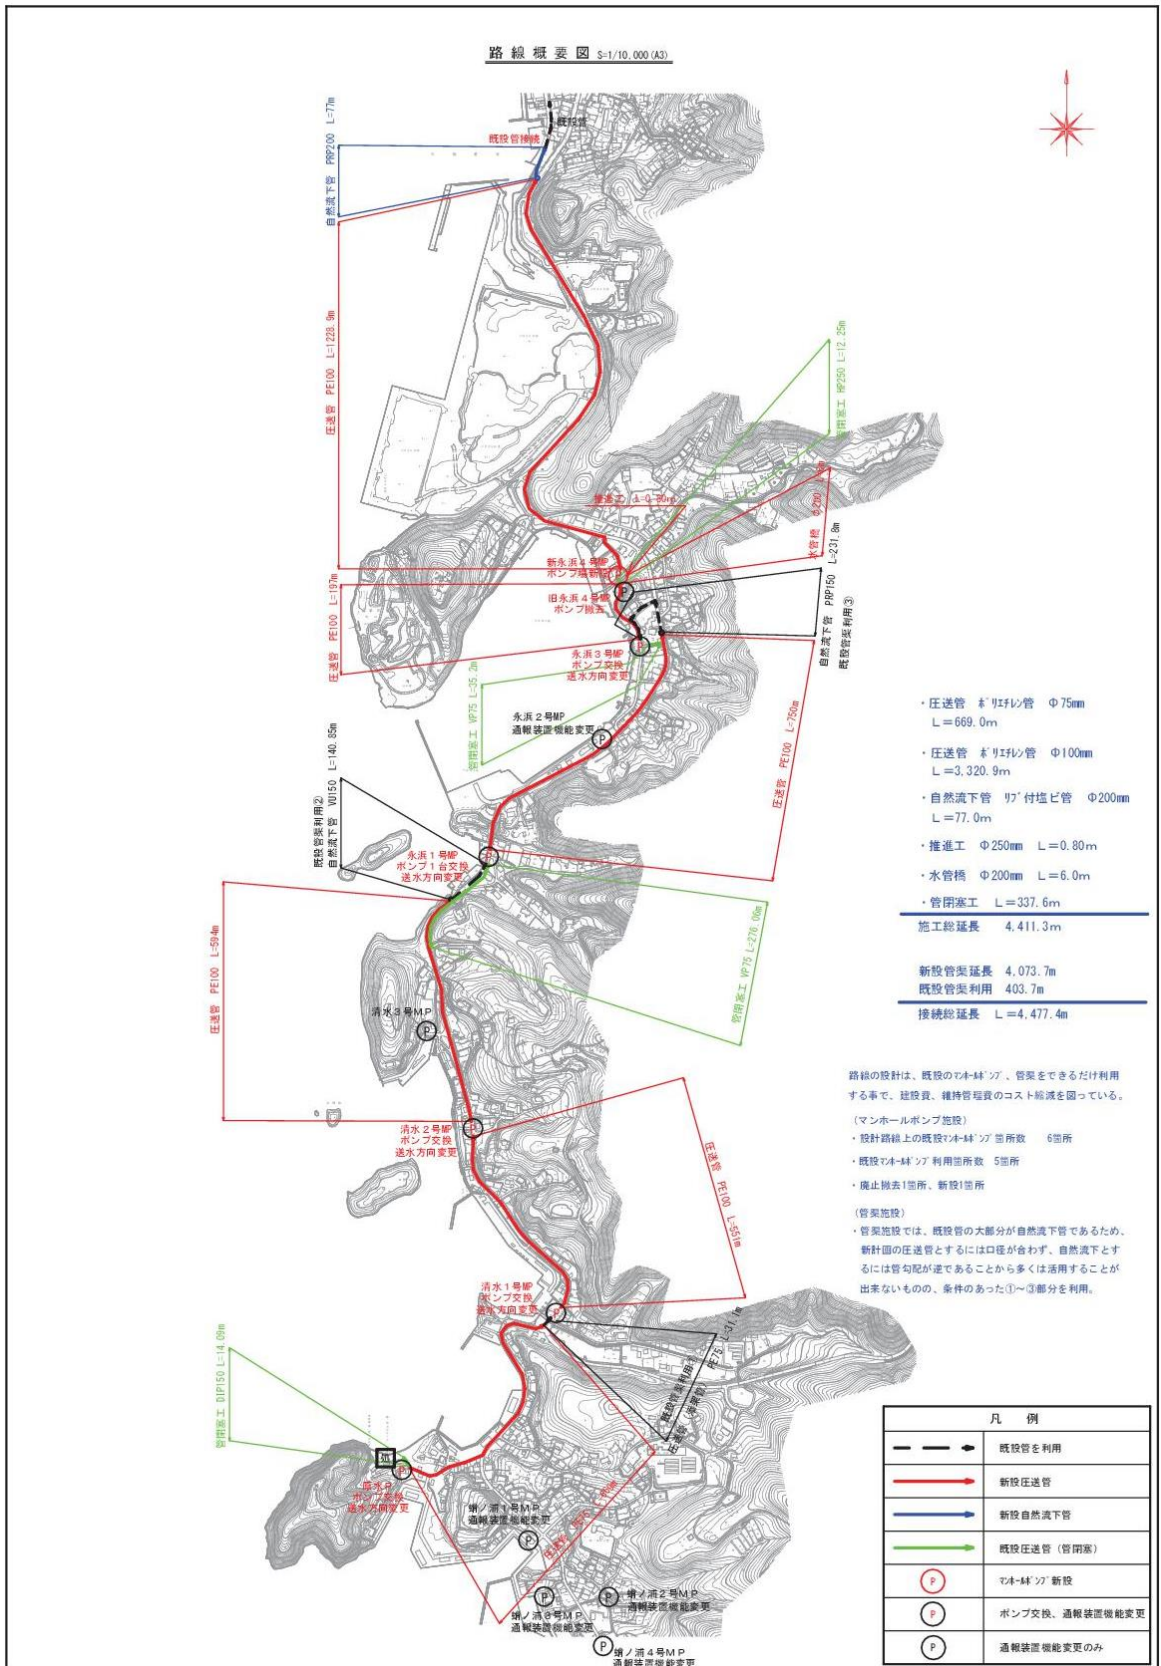 路線概要図 S=1/10,000(A3)
既設管
既設管接続
自然流下管 PRP200 L=77m
圧送管 PE100 L=1228.9m
管閉塞工 HP250 L=12.25m
推進工 L=0.80m
水管橋 Φ200
新永浜4号MP
旧永浜4号MP
ポンプ撤去
圧送管 PE100 L=197m
自然流下管 PRP150 L=231.8m
既設管渠利用③
永浜3号MP
ポンプ交換
送水方向変更
管閉塞工 VP75 L=35.2m
永浜2号MP
通報装置機能変更
圧送管 PE100 L=750m
既設管渠利用②
自然流下管 VU150 L=140.85m
永浜1号MP
ポンプ1台交換
送水方向変更
管閉塞工 VP75 L=276.06m
圧送管 PE100 L=594m
清水3号MP
清水2号MP
ポンプ交換
送水方向変更
圧送管 PE100 L=551m
清水1号MP
ポンプ交換
送水方向変更
PE75 L=31.1m
既設管渠利用①
管閉塞工 DIP150 L=14.09m
ポンプ交換
送水方向変更
蛸ノ浦1号MP
通報装置機能変更
蛸ノ浦2号MP
通報装置機能変更
蛸ノ浦3号MP
通報装置機能変更
蛸ノ浦4号MP
通報装置機能変更
・圧送管 ポリエチレン管 Φ75mm
L=669.0m
・圧送管 ポリエチレン管 Φ100mm
L=3,320.9m
・自然流下管 リブ付塩ビ管 Φ200mm
L=77.0m
・推進工 Φ250mm L=0.80m
・水管橋 Φ200mm L=6.0m
・管閉塞工 L=337.6m
施工総延長 4,411.3m
新設管渠延長 4,073.7m
既設管渠利用 403.7m
接続総延長 L=4,477.4m
路線の設計は、既設のマンホールポンプ、管渠をできるだけ利用
する事で、建設費、維持管理費のコスト縮減を図っている。
(マンホールポンプ施設)
・設計路線上の既設マンホールポンプ箇所数 6箇所
・既設マンホールポンプ利用箇所数 5箇所
・廃止撤去1箇所、新設1箇所
(管渠施設)
・管渠施設では、既設管の大部分が自然流下管であるため、
新計画の圧送管とするには口径が合わず、自然流下とす
るには管勾配が逆であることから多くは活用することが
出来ないものの、条件のあった①~③部分を利用。
凡例
既設管を利用
新設圧送管
新設自然流下管
既設圧送管(管閉塞)
P マンホールポンプ新設
P ポンプ交換、通報装置機能変更
P 通報装置機能変更のみ